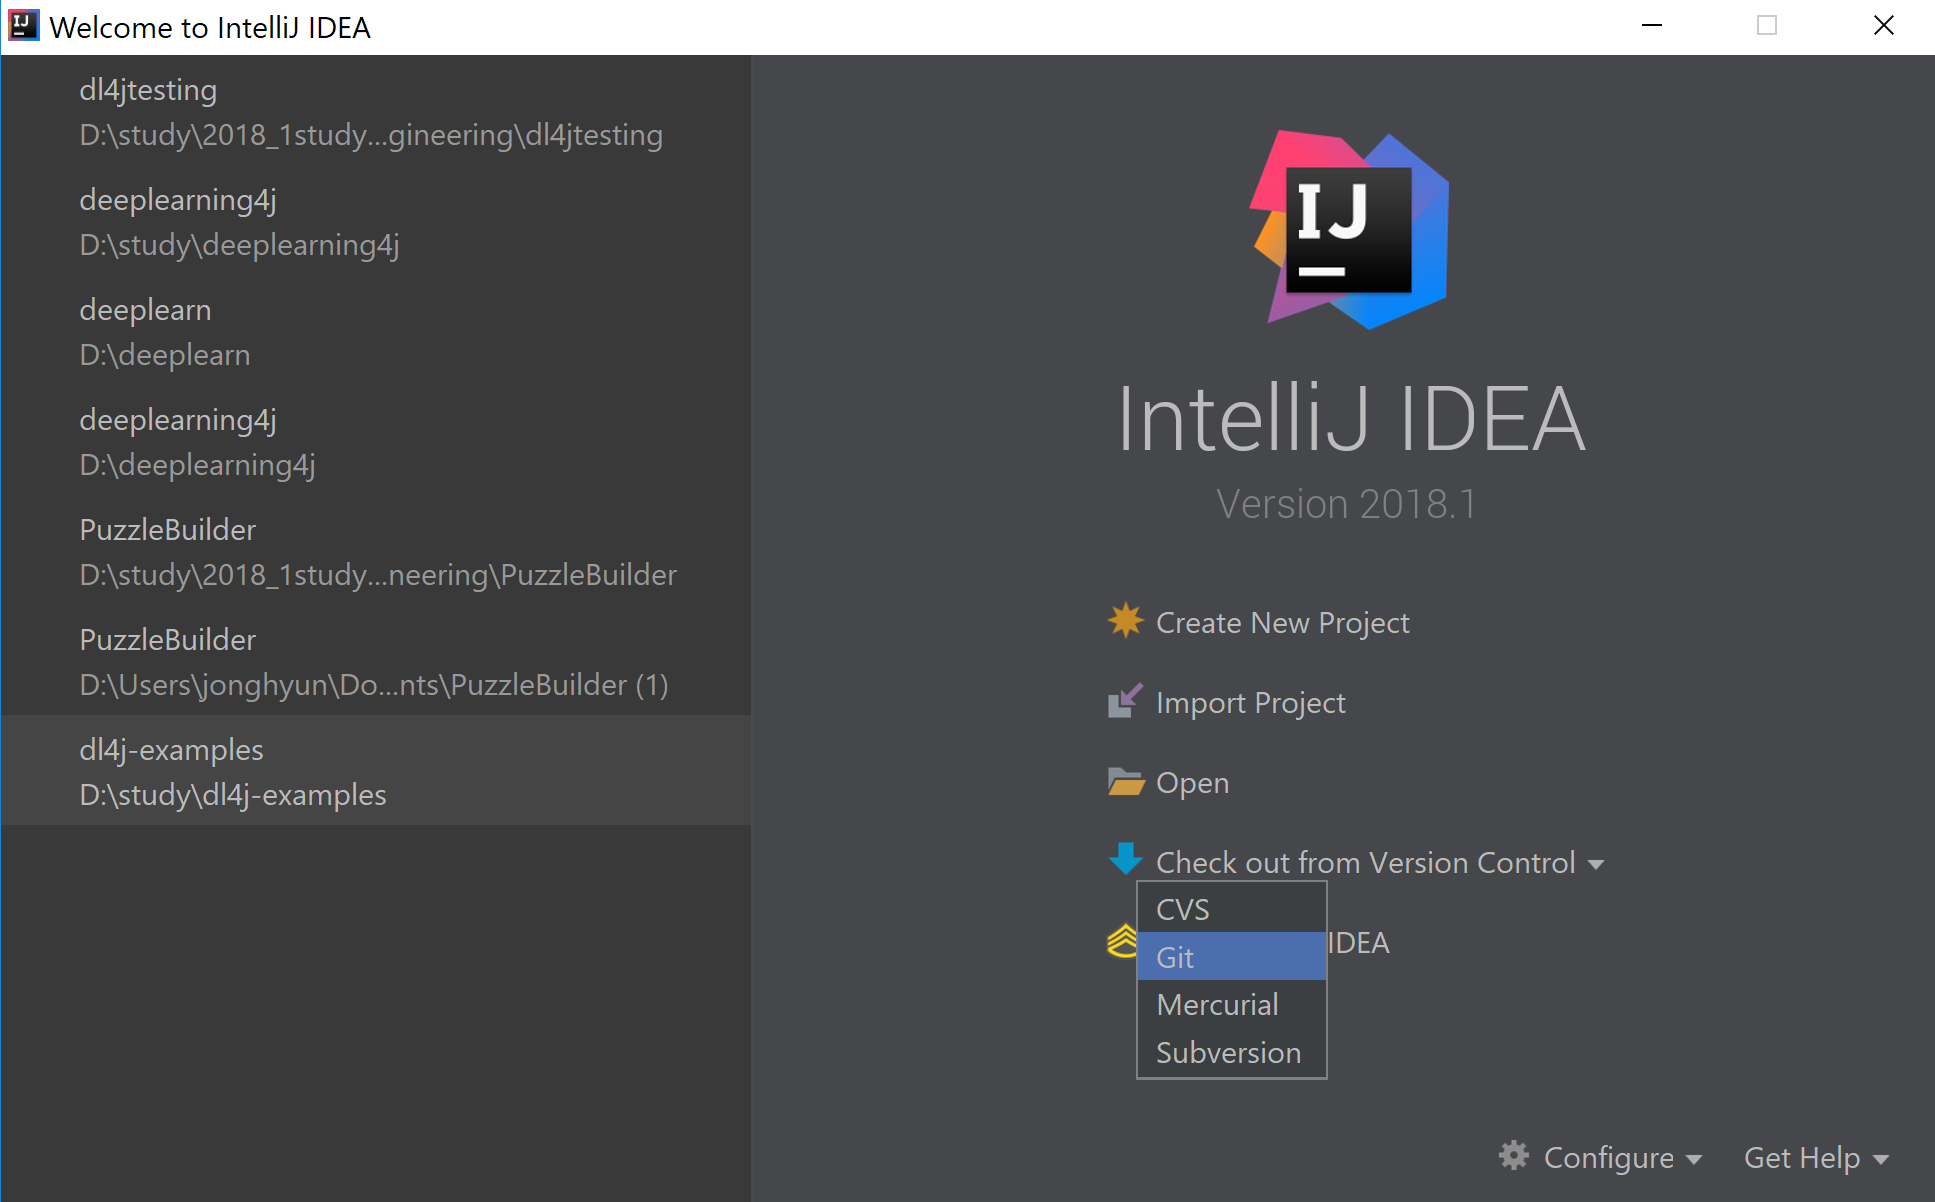 IJ Welcome to IntelliJ IDEA
dl4jtesting
D:\study\2018_1study...gineering\dl4jtesting
deeplearning4j
D:\study\deeplearning4j
deeplearn
D:\deeplearn
deeplearning4j
D:\deeplearning4j
PuzzleBuilder
D:\study\2018_1study...neering\PuzzleBuilder
PuzzleBuilder
D:\Users\jonghyun\Do...nts\PuzzleBuilder (1)
dl4j-examples
D:\study\dl4j-examples
IJ
IntelliJ IDEA
Version 2018.1
Create New Project
Import Project
Open
Check out from Version Control
CVS
Git
IDEA
Mercurial
Subversion
Configure
Get Help